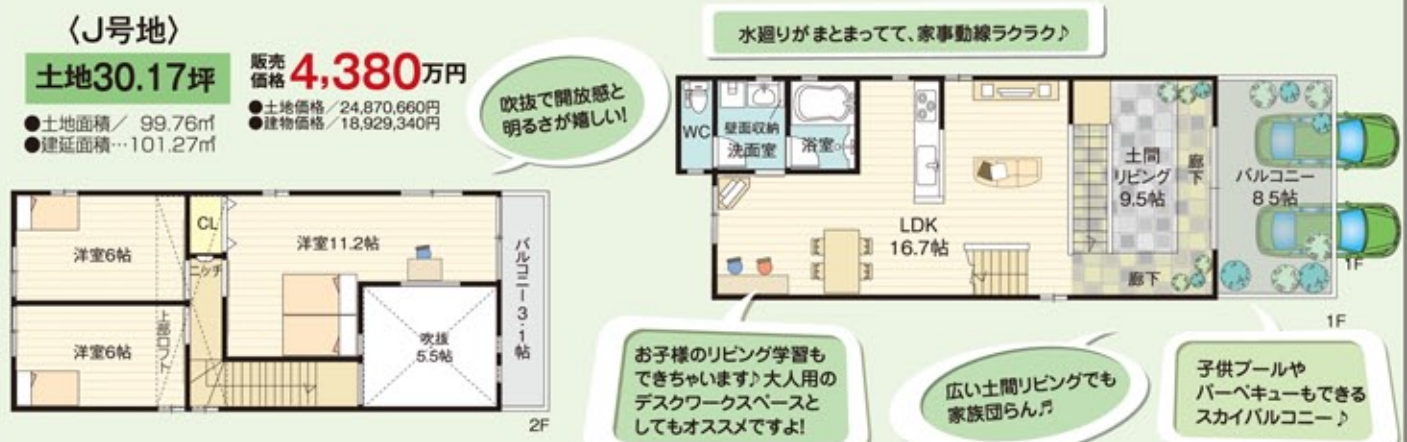 〈J号地〉
土地30.17坪
販売価格 4,380万円
●土地価格／24,870,660円
●建物価格／18,929,340円
●土地面積／ 99.76㎡
●建延面積…101.27㎡
吹抜で開放感と
明るさが嬉しい!
水廻りがまとまってて、家事動線ラクラク♪
洋室6帖
CL
ニッチ
洋室11.2帖
洋室6帖
上部ロフト
吹抜
5.5帖
バルコニー3・1帖
2F
WC
壁面収納
洗面室
浴室
LDK
16.7帖
土間
リビング
9.5帖
廊下
廊下
バルコニー
8 5帖
1F
1F
お子様のリビング学習も
できちゃいます♪大人用の
デスクワークスペースと
してもオススメですよ!
広い土間リビングでも
家族団らん♬
子供プールや
バーベキューもできる
スカイバルコニー♪